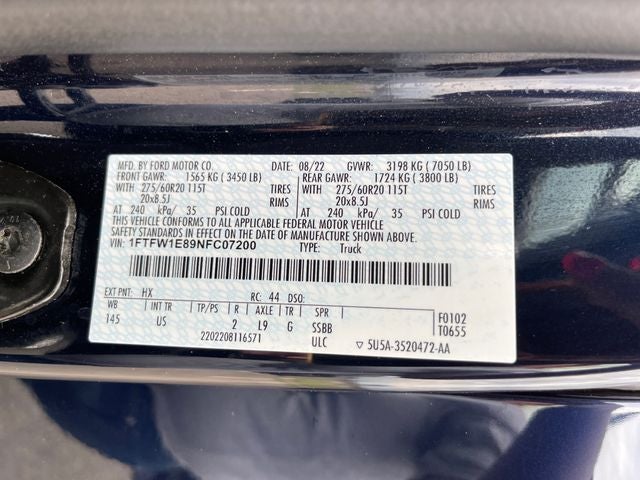 MFD. BY FORD MOTOR CO. DATE: 08/22 GVWR: 3198 KG ( 7050 LB)
FRONT GAWR: 1565 KG ( 3450 LB) REAR GAWR: 1724 KG ( 3800 LB)
WITH 275/60R20 115T TIRES WITH 275/60R20 115T TIRES
20x8.5J RIMS 20x8.5J RIMS
AT 240 kPa/ 35 PSI COLD AT 240 kPa/ 35 PSI COLD
THIS VEHICLE CONFORMS TO ALL APPLICABLE FEDERAL MOTOR VEHICLE
SAFETY STANDARDS IN EFFECT ON THE DATE OF MANUFACTURE SHOWN ABOVE.
VIN: 1FTFW1E89NFC07200 TYPE: Truck
EXT PNT: HX RC: 44 DSO:
WB INT TR TP/PS R AXLE TR SPR F0102
145 US 2 L9 G SSBB T0655
2202208116571 ULC ▽ 5U5A-3520472-AA